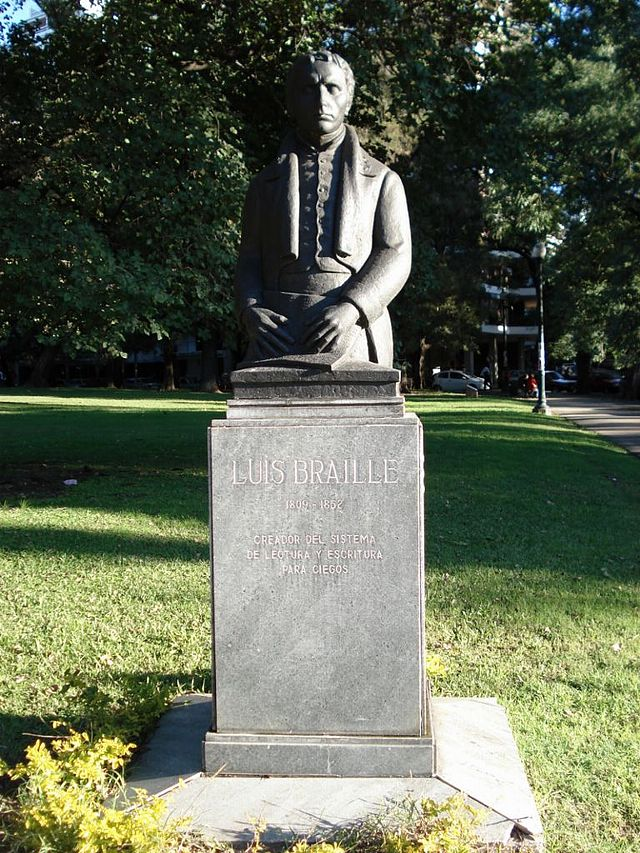 LUIS BRAILLE
1809-1852
CREADOR DEL SISTEMA
DE LECTURA Y ESCRITURA
PARA CIEGOS